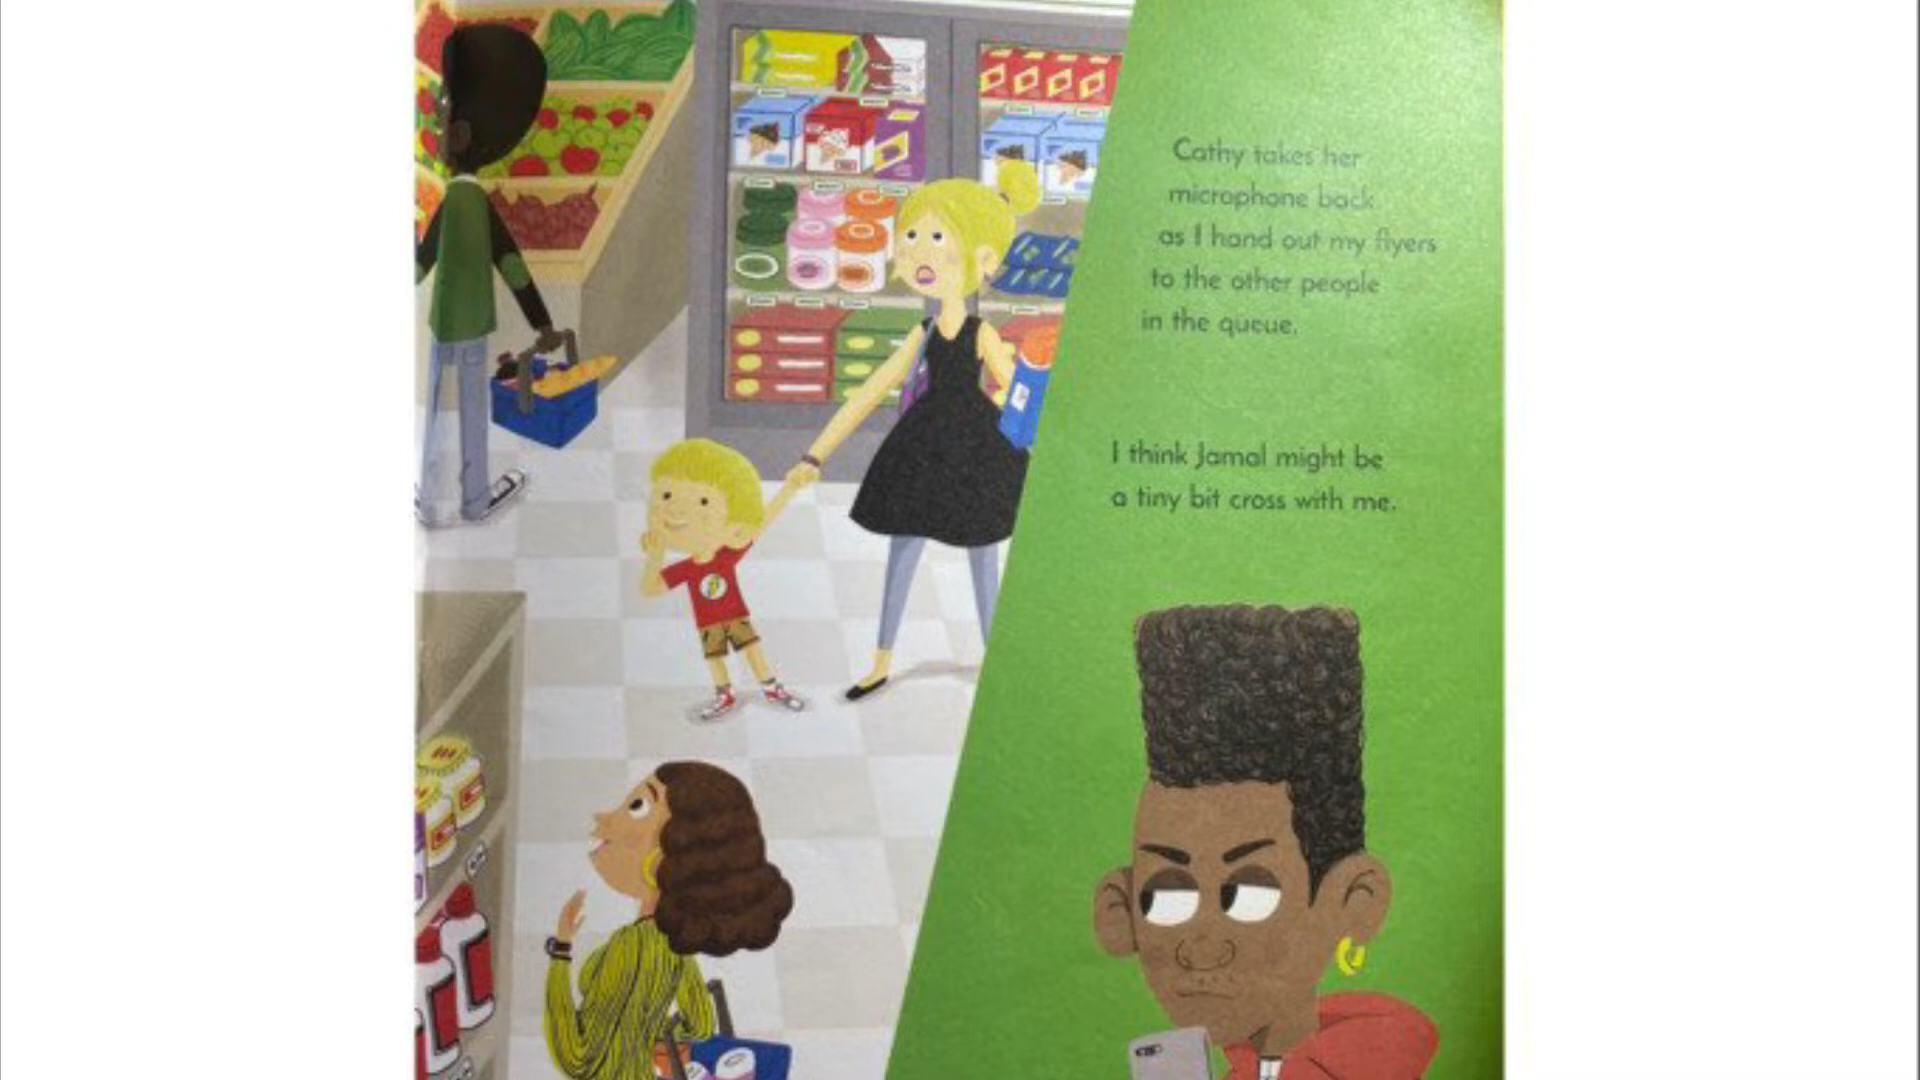 Cathy takes her
microphone back
as I hand out my flyers
to the other people
in the queue.
I think Jamal might be
a tiny bit cross with me.